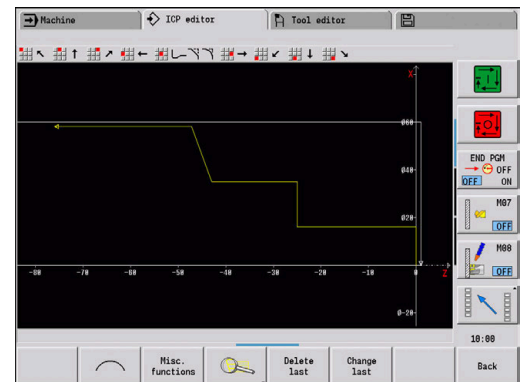 Machine ICP editor Tool editor
X
Ø60
Ø40
Ø20
-80 -70 -60 -50 -40 -30 -20 -10 0 Z
Ø-20
END PGM
OFF
OFF ON
M07
OFF
M08
OFF
10:00
Misc. functions
Delete last
Change last
Back